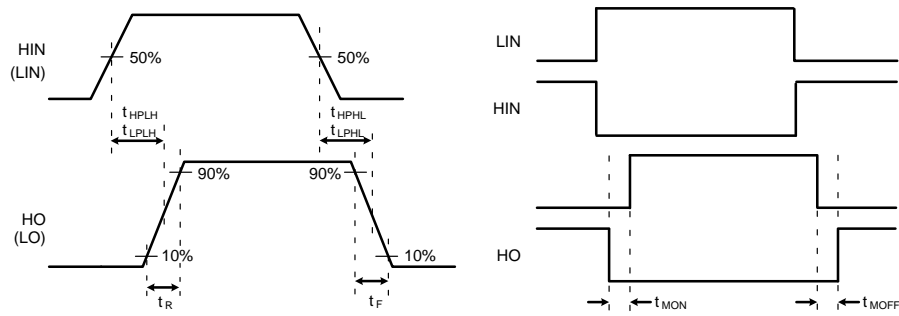 HIN
(LIN)
50%
50%
tHPLH
tLPLH
tHPHL
tLPHL
HO
(LO)
90%
90%
10%
10%
tR
tF
LIN
HIN
HO
tMON
tMOFF